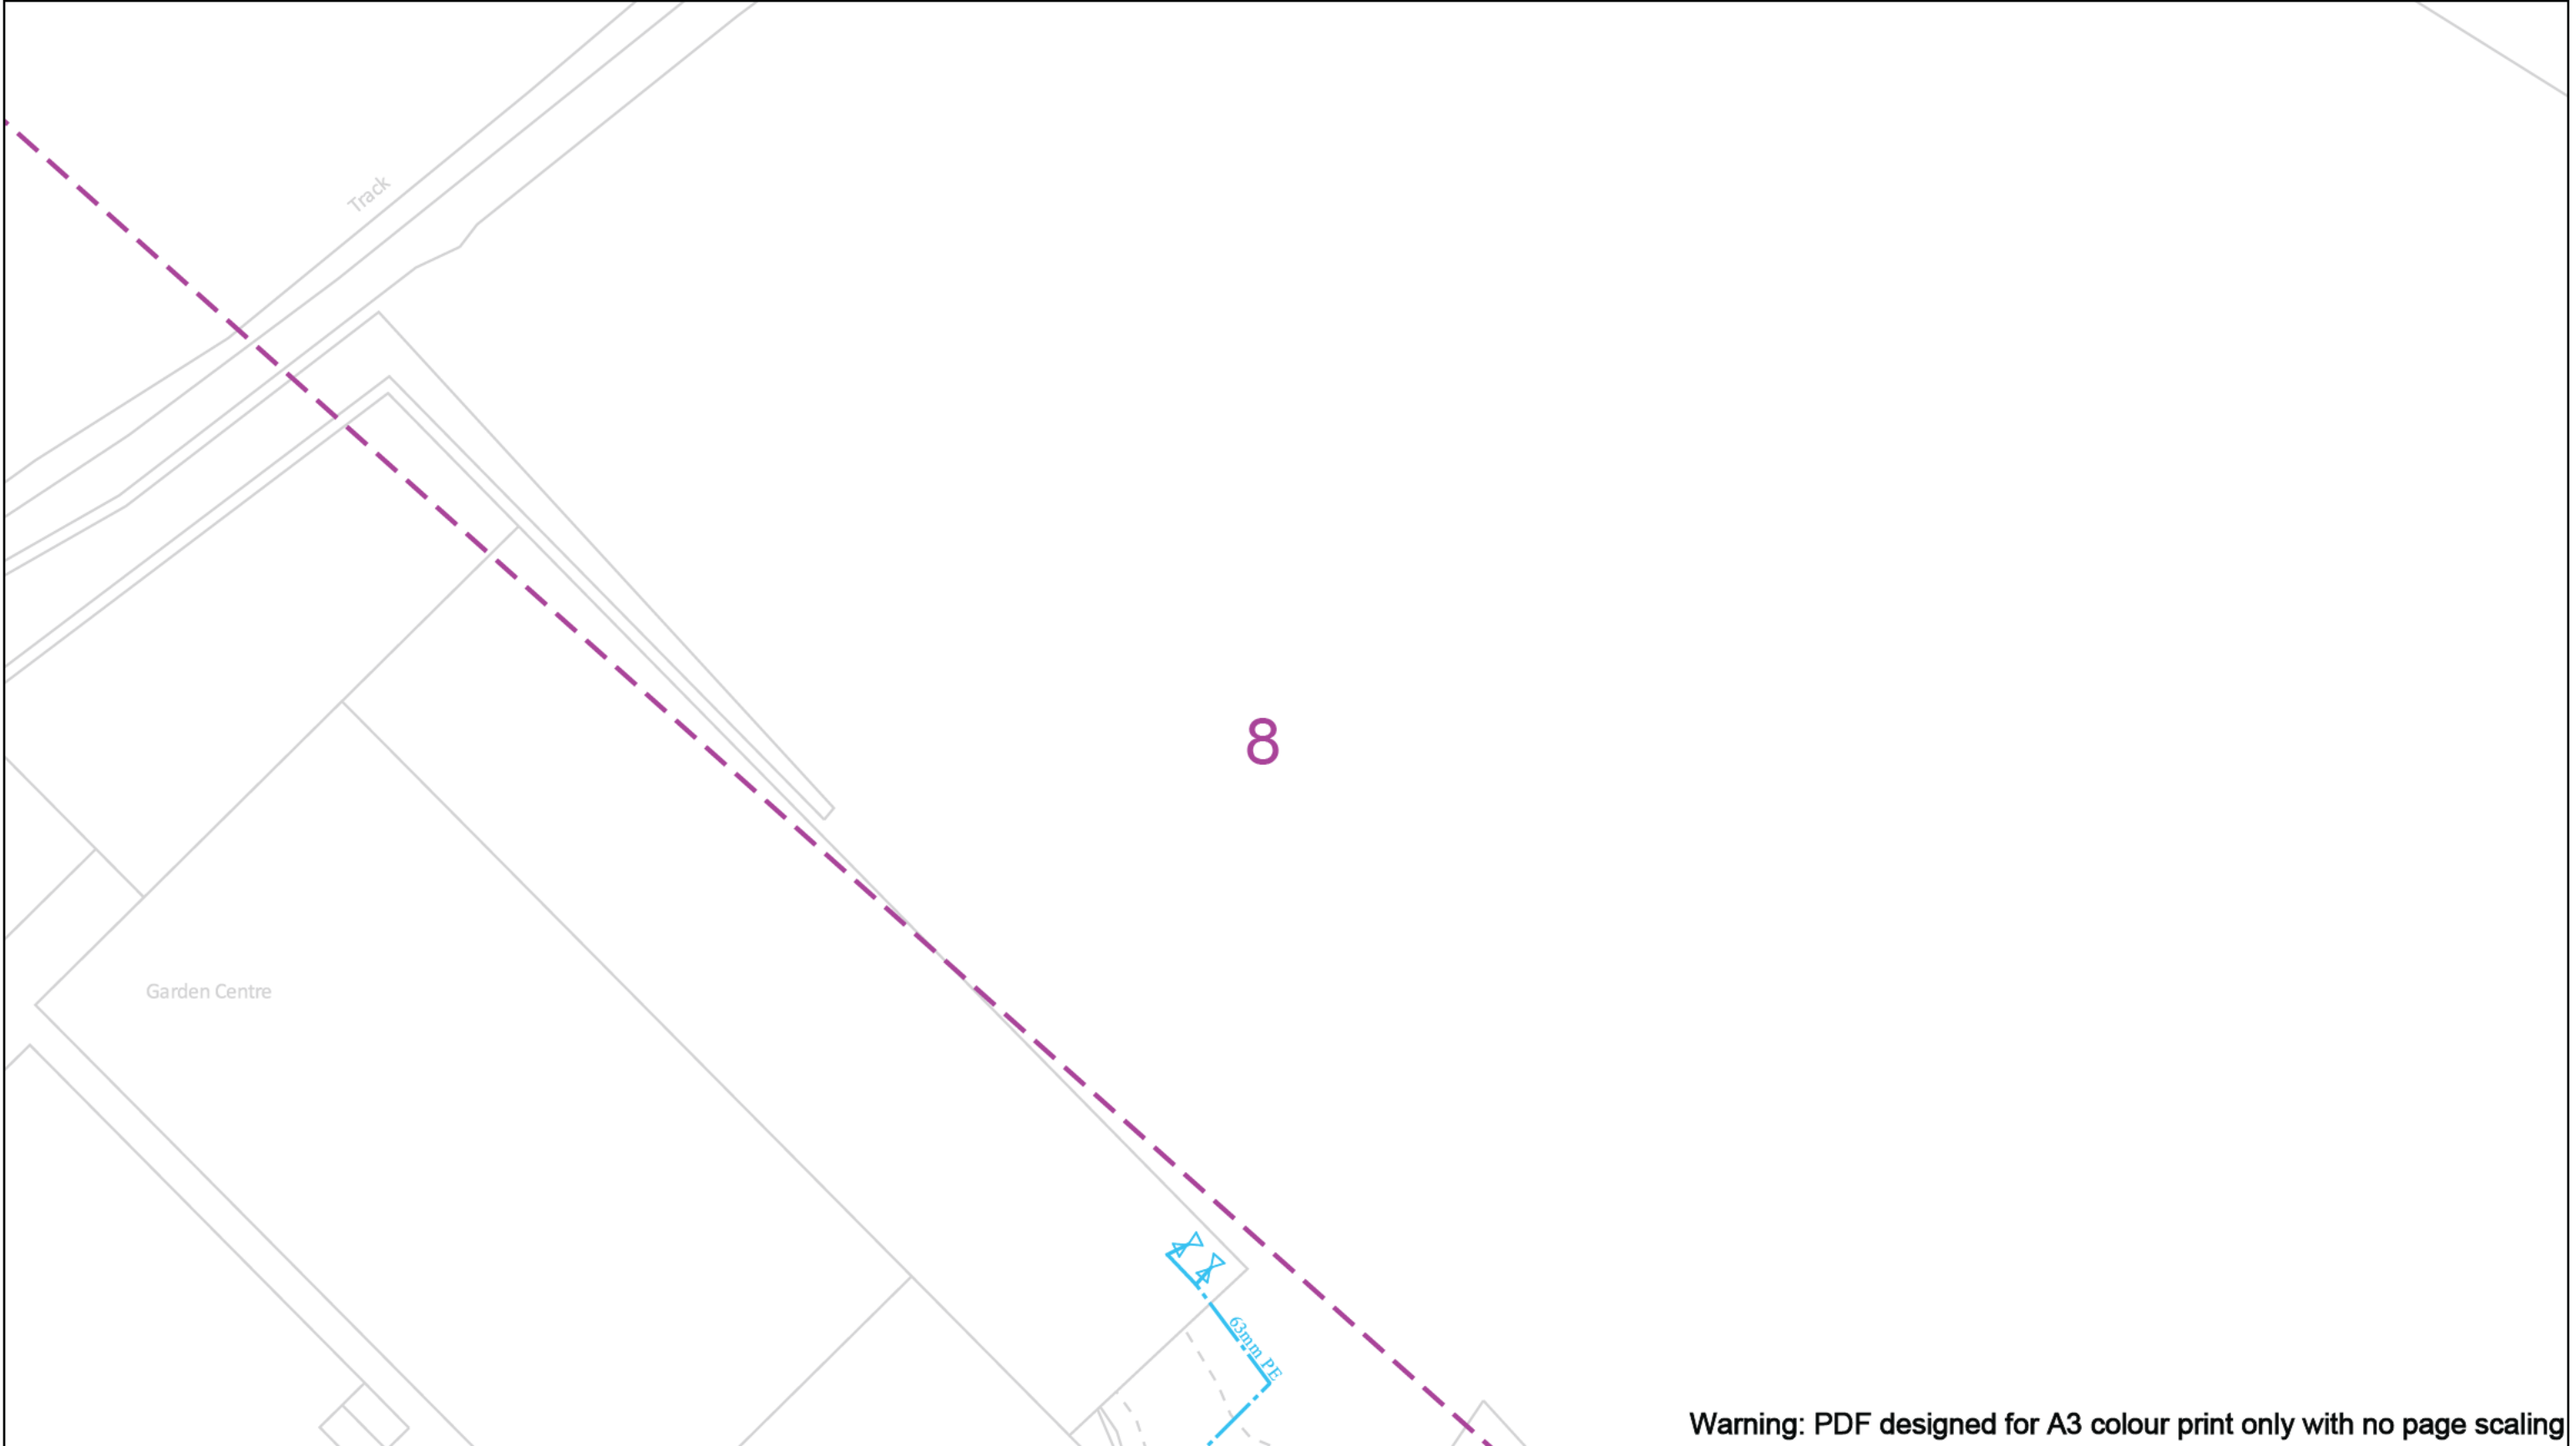 Track
8
Garden Centre
63mm PE
Warning: PDF designed for A3 colour print only with no page scaling